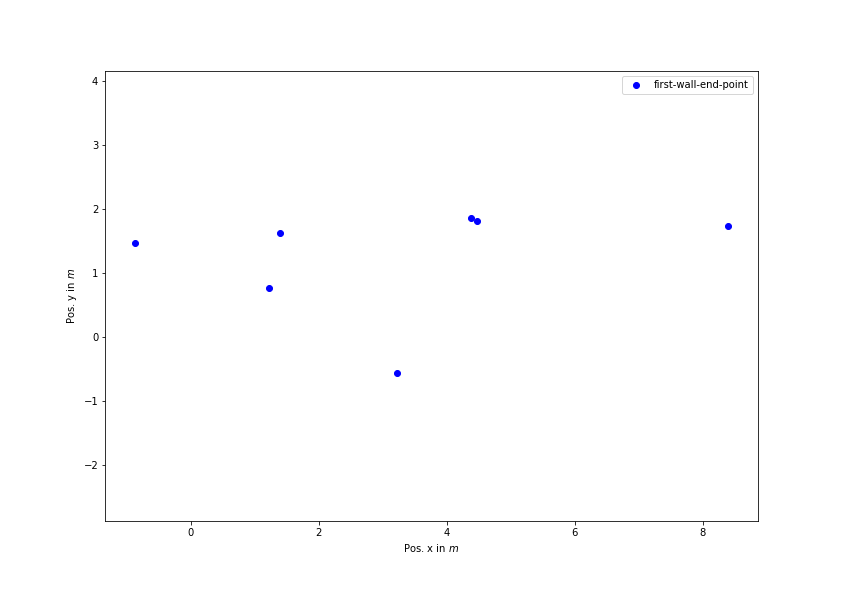 first-wall-end-point
4
3
2
1
0
−1
−2
Pos. y in m
0 2 4 6 8
Pos. x in m